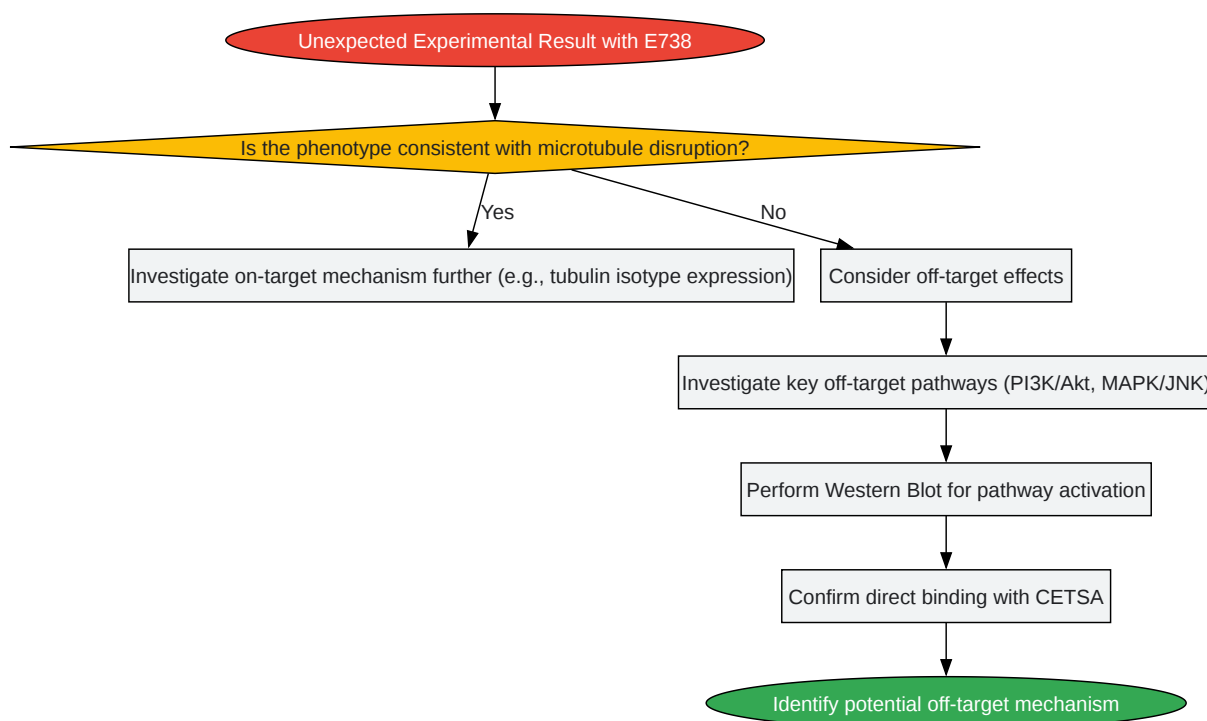 Unexpected Experimental Result with E738
Is the phenotype consistent with microtubule disruption?
Yes
No
Investigate on-target mechanism further (e.g., tubulin isotype expression)
Consider off-target effects
Investigate key off-target pathways (PI3K/Akt, MAPK/JNK)
Perform Western Blot for pathway activation
Confirm direct binding with CETSA
Identify potential off-target mechanism